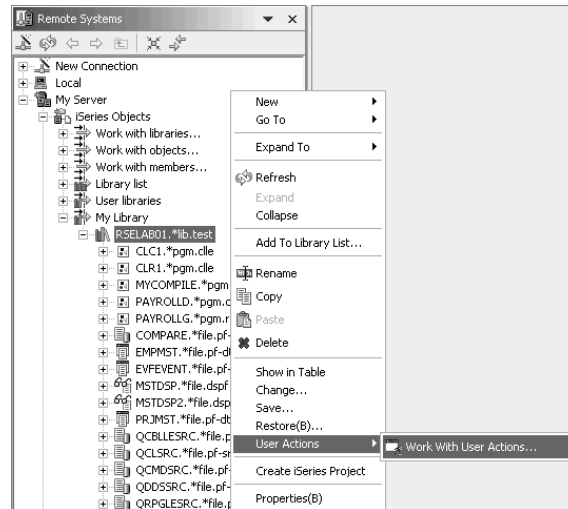 Remote Systems
New Connection
Local
My Server
iSeries Objects
Work with libraries...
Work with objects...
Work with members...
Library list
User libraries
My Library
RSELAB01.*lib.test
CLC1.*pgm.clle
CLR1.*pgm.clle
MYCOMPILE.*pgm
PAYROLLD.*pgm.
PAYROLLG.*pgm.r
COMPARE.*file.pf-
EMPMST.*file.pf-d
EVFEVENT.*file.pf-
MSTDSP.*file.dspf
MSTDSP2.*file.dsp
PRJMST.*file.pf-dt
QCBLLESRC.*file.p
QCLSRC.*file.pf-sr
QCMDSRC.*file.pf-
QDDSSRC.*file.pf-
QRPGLESRC.*file.p
New
Go To
Expand To
Refresh
Expand
Collapse
Add To Library List...
Rename
Copy
Paste
Delete
Show in Table
Change...
Save...
Restore(B)...
User Actions
Work With User Actions...
Create iSeries Project
Properties(B)